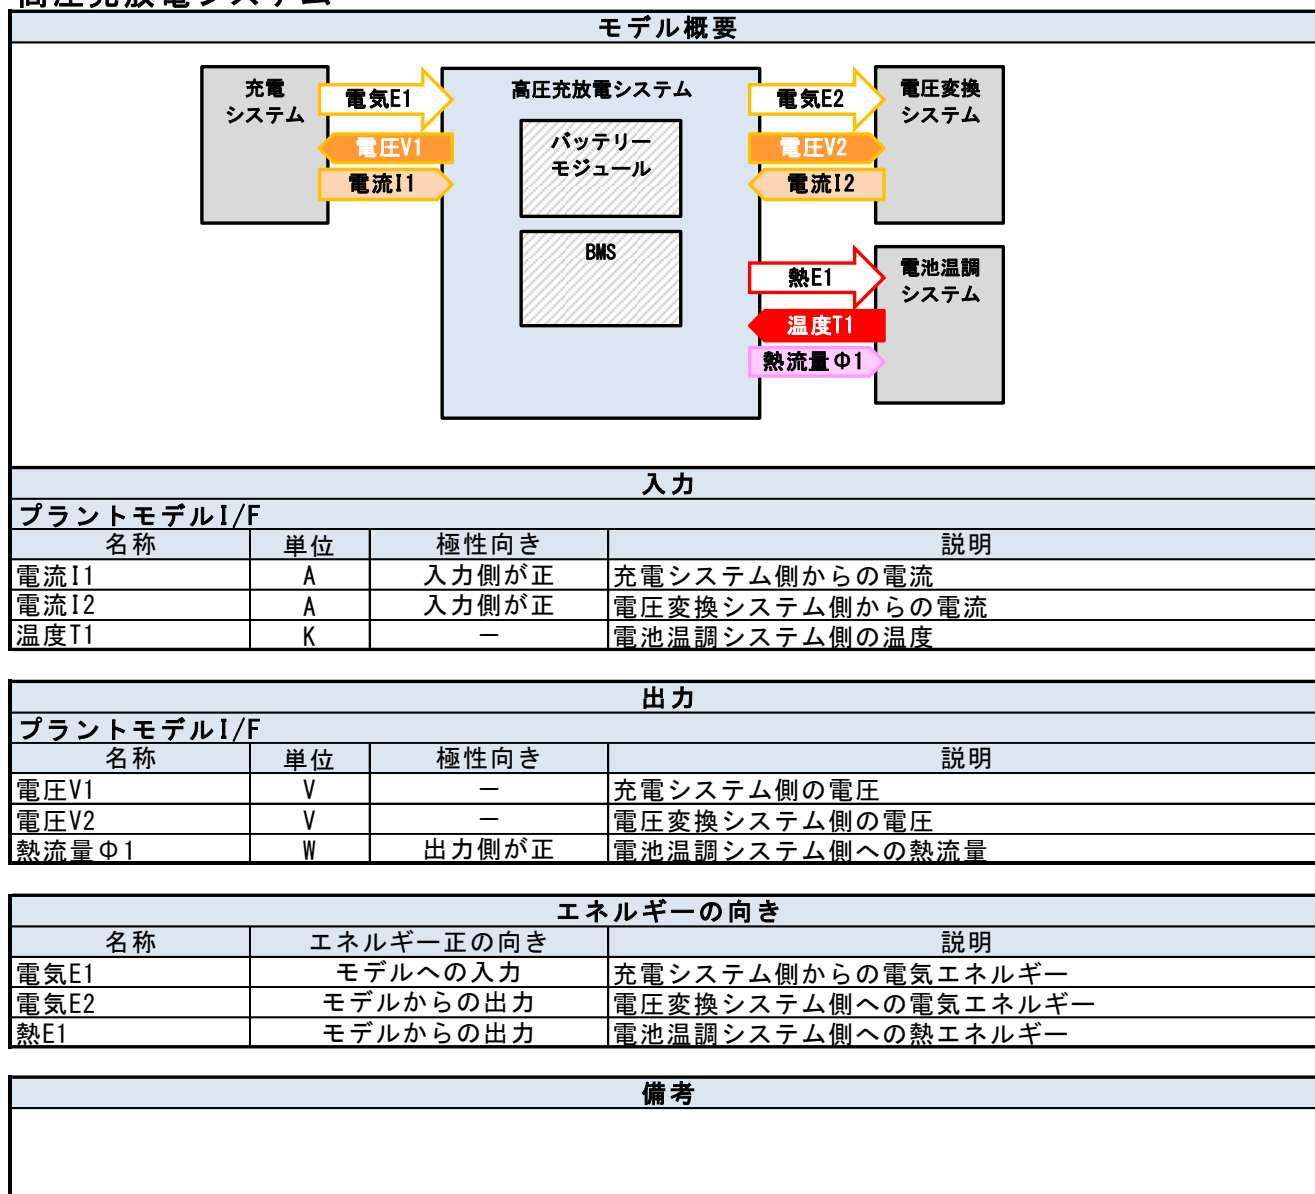 高圧充放電システム
モデル概要
充電
システム
電気E1
電圧V1
電流I1
高圧充放電システム
バッテリー
モジュール
BMS
電気E2
電圧V2
電流I2
電圧変換
システム
熱E1
温度T1
熱流量Φ1
電池温調
システム
入力
プラントモデルI/F
名称 単位 極性向き 説明
電流I1 A 入力側が正 充電システム側からの電流
電流I2 A 入力側が正 電圧変換システム側からの電流
温度T1 K － 電池温調システム側の温度
出力
プラントモデルI/F
名称 単位 極性向き 説明
電圧V1 V － 充電システム側の電圧
電圧V2 V － 電圧変換システム側の電圧
熱流量Φ1 W 出力側が正 電池温調システム側への熱流量
エネルギーの向き
名称 エネルギー正の向き 説明
電気E1 モデルへの入力 充電システム側からの電気エネルギー
電気E2 モデルからの出力 電圧変換システム側への電気エネルギー
熱E1 モデルからの出力 電池温調システム側への熱エネルギー
備考